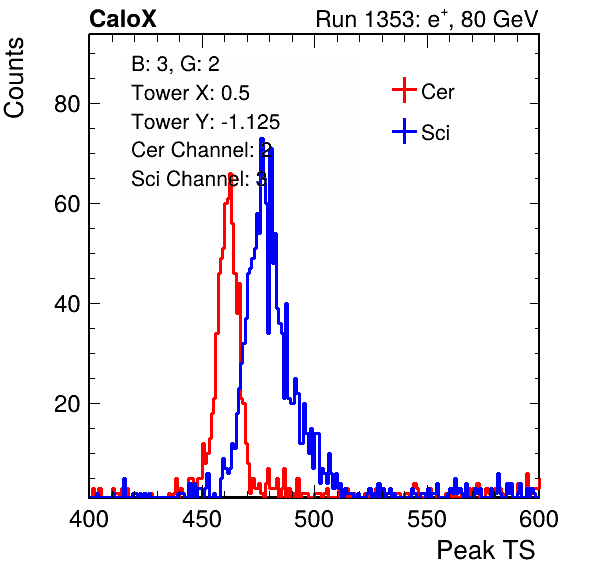 CaloX Run 1353: e⁺, 80 GeV
Counts
B: 3, G: 2
Tower X: 0.5
Tower Y: -1.125
Cer Channel: 2
Sci Channel: 3
Cer
Sci
80
60
40
20
400 450 500 550 600
Peak TS